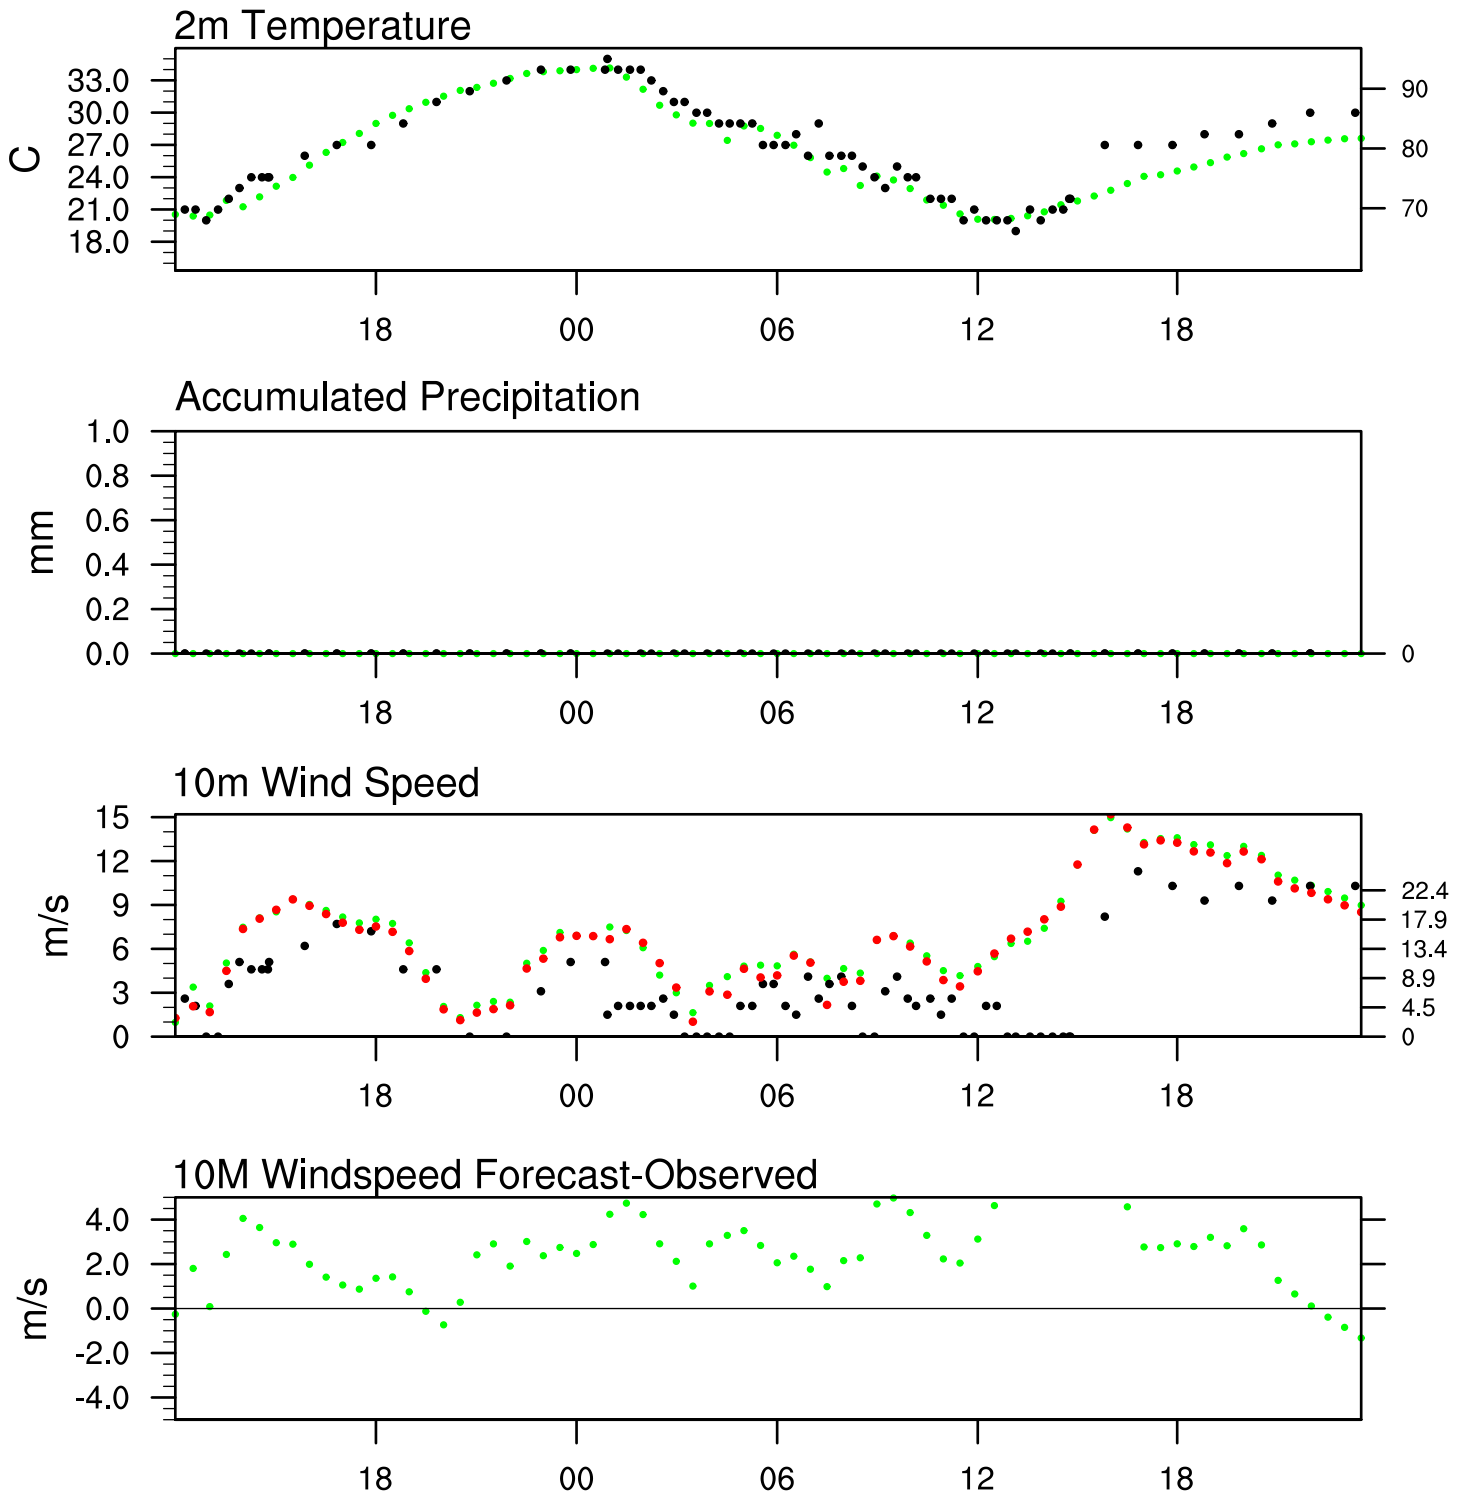 2m Temperature
C
33.0
30.0
27.0
24.0
21.0
18.0
90
80
70
18 00 06 12 18
Accumulated Precipitation
mm
1.0
0.8
0.6
0.4
0.2
0.0
0
18 00 06 12 18
10m Wind Speed
m/s
15
12
9
6
3
0
22.4
17.9
13.4
8.9
4.5
0
18 00 06 12 18
10M Windspeed Forecast-Observed
m/s
4.0
2.0
0.0
-2.0
-4.0
18 00 06 12 18